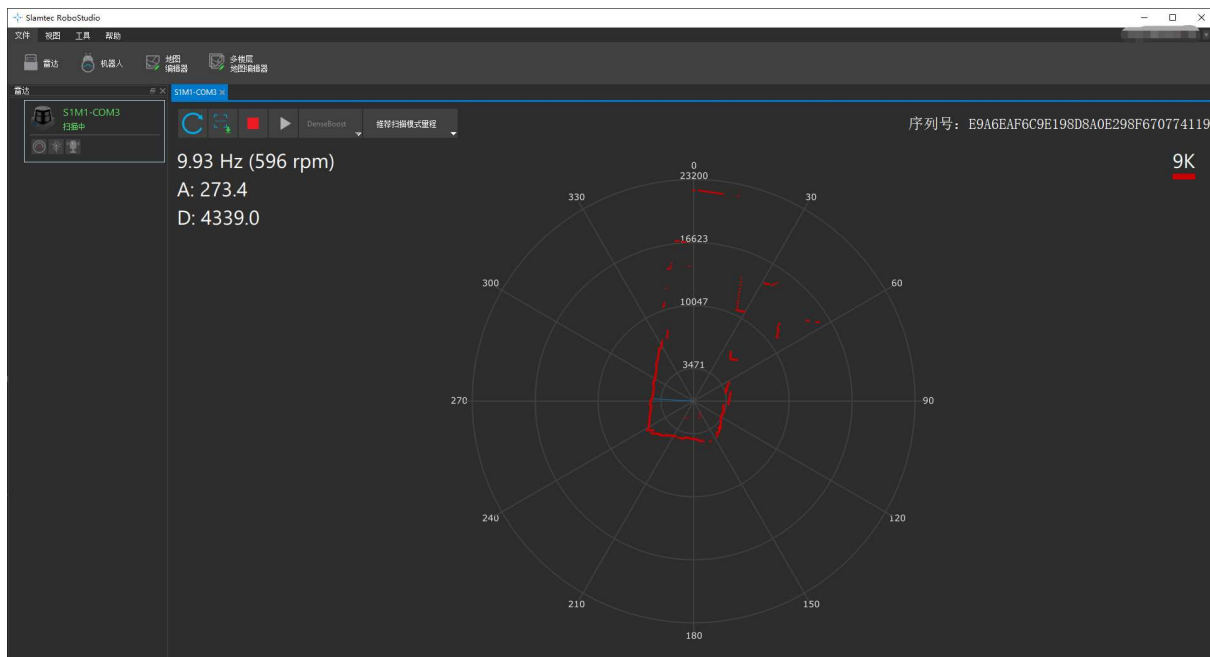 Slamtec RoboStudio
文件 视图 工具 帮助
雷达
机器人
地图
编辑器
多楼层
地图编辑器
雷达
S1M1-COM3
扫描中
S1M1-COM3
DenseBoost
推荐扫描模式里程
序列号: E9A6EAF6C9E198D8A0E298F670774119
9.93 Hz (596 rpm)
A: 273.4
D: 4339.0
9K
0
23200
330
30
16623
300
60
10047
3471
270
90
240
120
210
150
180